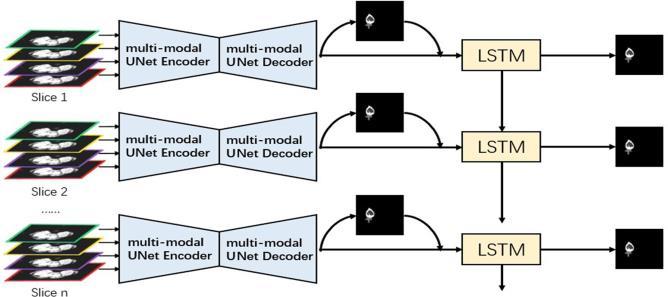 multi-modal
UNet Encoder
multi-modal
UNet Decoder
LSTM
Slice 1
multi-modal
UNet Encoder
multi-modal
UNet Decoder
LSTM
Slice 2
......
multi-modal
UNet Encoder
multi-modal
UNet Decoder
LSTM
Slice n